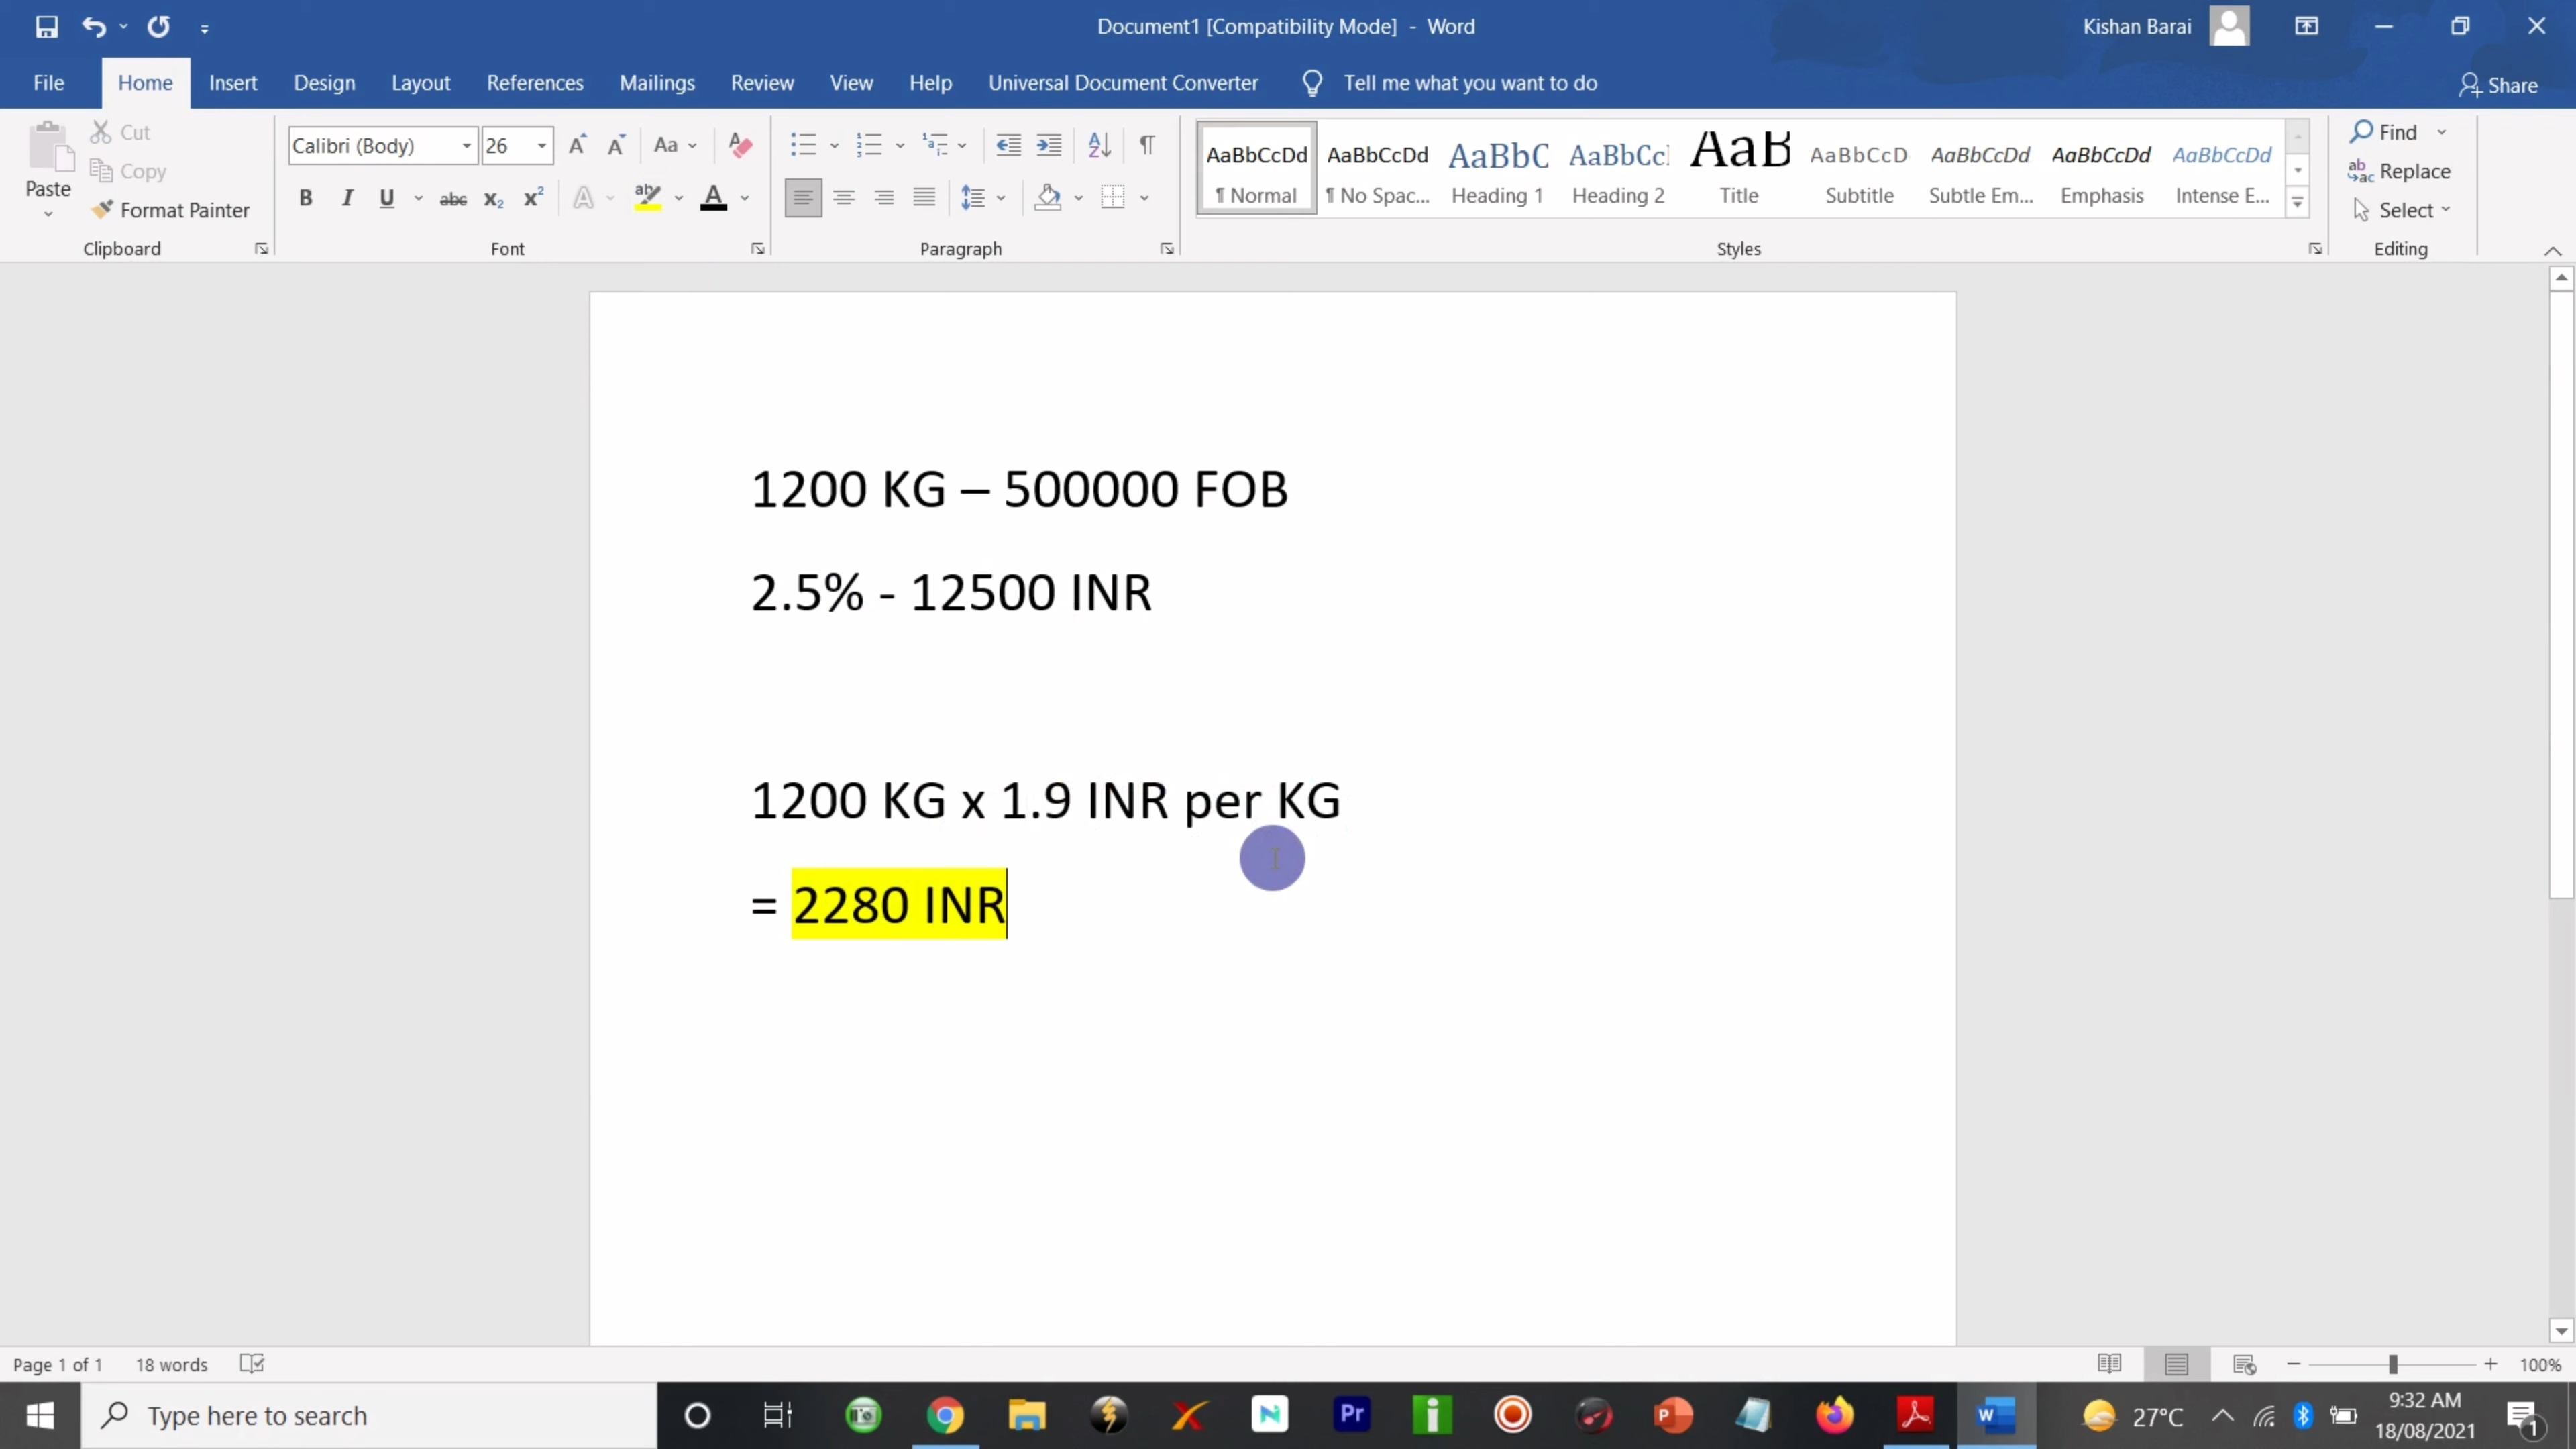 Document1 [Compatibility Mode] - Word
Kishan Barai
File Home Insert Design Layout References Mailings Review View Help Universal Document Converter Tell me what you want to do Share
Paste
Cut
Copy
Format Painter
Clipboard
Calibri (Body) 26
Font
Paragraph
AaBbCcDd AaBbCcDd AaBbC AaBbCc AaB AaBbCcD AaBbCcDd AaBbCcDd AaBbCcDd
¶ Normal ¶ No Spac... Heading 1 Heading 2 Title Subtitle Subtle Em... Emphasis Intense E...
Styles
Find
Replace
Select
Editing
1200 KG – 500000 FOB
2.5% - 12500 INR
1200 KG x 1.9 INR per KG
= 2280 INR
Page 1 of 1 18 words
100%
Type here to search
27°C
9:32 AM
18/08/2021